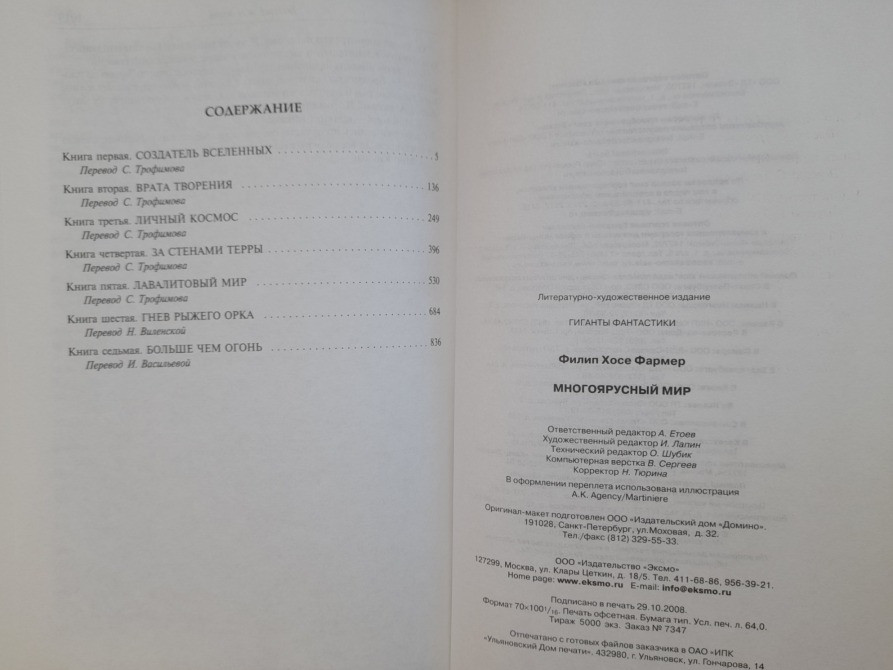 СОДЕРЖАНИЕ
Книга первая. СОЗДАТЕЛЬ ВСЕЛЕННЫХ 5
Перевод С. Трофимова
Книга вторая. ВРАТА ТВОРЕНИЯ 136
Перевод С. Трофимова
Книга третья. ЛИЧНЫЙ КОСМОС 249
Перевод С. Трофимова
Книга четвертая. ЗА СТЕНАМИ ТЕРРЫ 396
Перевод С. Трофимова
Книга пятая. ЛАВАЛИТОВЫЙ МИР 530
Перевод С. Трофимова
Книга шестая. ГНЕВ РЫЖЕГО ОРКА 684
Перевод Н. Виленской
Книга седьмая. БОЛЬШЕ ЧЕМ ОГОНЬ 836
Перевод И. Васильевой
Литературно-художественное издание
ГИГАНТЫ ФАНТАСТИКИ
Филип Хосе Фармер
МНОГОЯРУСНЫЙ МИР
Ответственный редактор А. Етоев
Художественный редактор И. Лапин
Технический редактор О. Шубик
Компьютерная верстка В. Сергеев
Корректор Н. Тюрина
В оформлении переплета использована иллюстрация
A.K. Agency/Martiniere
Оригинал-макет подготовлен ООО «Издательский дом «Домино».
191028, Санкт-Петербург, ул. Моховая, д. 32.
Тел./факс (812) 329-55-33.
ООО «Издательство «Эксмо»
127299, Москва, ул. Клары Цеткин, д. 18/5. Тел. 411-68-86, 956-39-21.
Home page: www.eksmo.ru E-mail: info@eksmo.ru
Подписано в печать 29.10.2008.
Формат 70×100 1/16. Печать офсетная. Бумага тип. Усл. печ. л. 64,0.
Тираж 5000 экз. Заказ № 7347
Отпечатано с готовых файлов заказчика в ОАО «ИПК
«Ульяновский Дом печати». 432980, г. Ульяновск, ул. Гончарова, 14